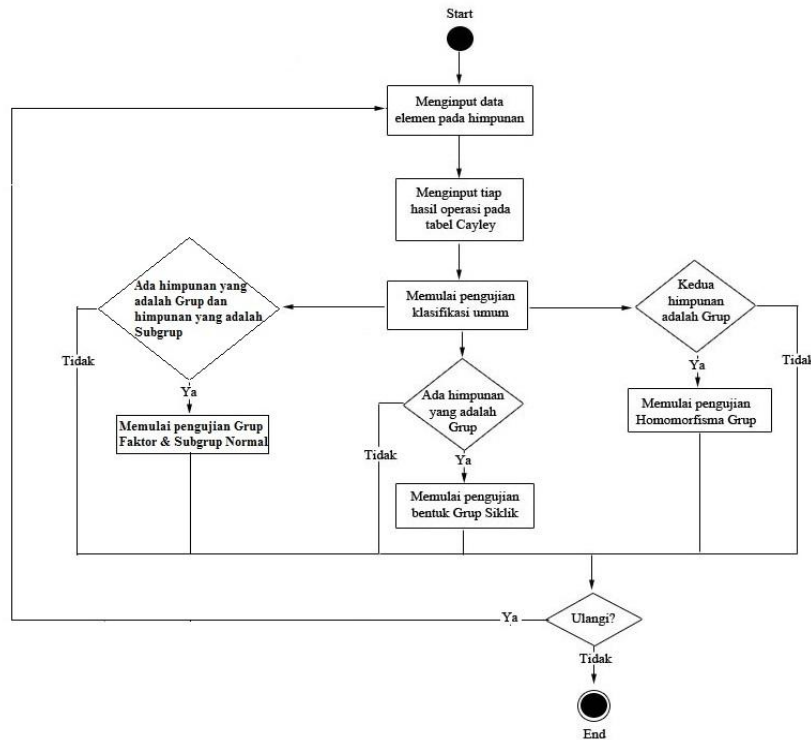 Start
Menginput data
elemen pada himpunan
Menginput tiap
hasil operasi pada
tabel Cayley
Ada himpunan yang
adalah Grup dan
himpunan yang adalah
Subgrup
Memulai pengujian
klasifikasi umum
Kedua
himpunan
adalah Grup
Tidak
Ya
Memulai pengujian Grup
Faktor & Subgrup Normal
Ada himpunan
yang adalah
Grup
Tidak
Ya
Memulai pengujian
bentuk Grup Siklik
Tidak
Ya
Memulai pengujian
Homomorfisma Grup
Ulangi?
Ya
Tidak
End